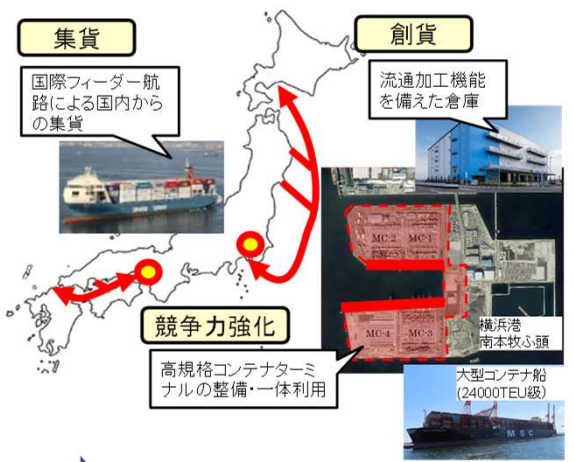 集貨
国際フィーダー航
路による国内から
の集貨
創貨
流通加工機能
を備えた倉庫
MC-2
MC-1
MC-4
MC-3
横浜港
南本牧ふ頭
競争力強化
高規格コンテナターミ
ナルの整備・一体利用
大型コンテナ船
(24000TEU級)
MSC